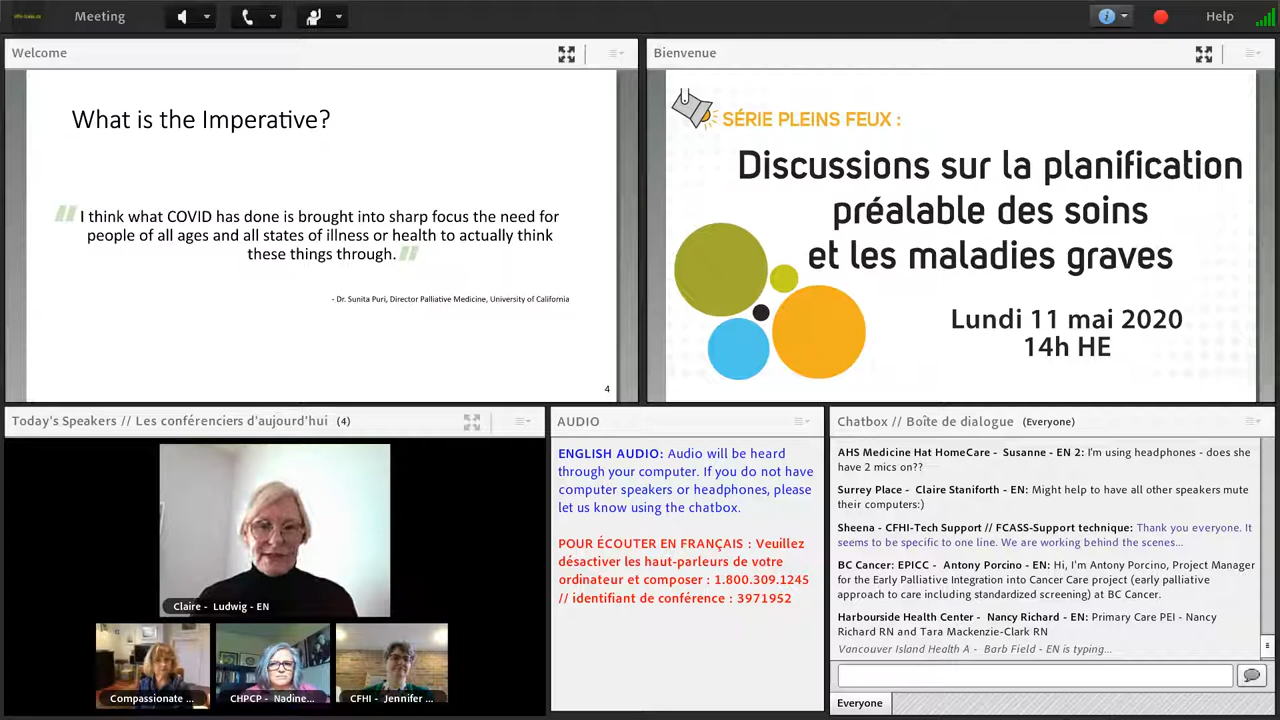 Meeting
Help
Welcome
What is the Imperative?
I think what COVID has done is brought into sharp focus the need for
people of all ages and all states of illness or health to actually think
these things through.
- Dr. Sunita Puri, Director Palliative Medicine, University of California
4
Bienvenue
SÉRIE PLEINS FEUX :
Discussions sur la planification
préalable des soins
et les maladies graves
Lundi 11 mai 2020
14h HE
Today's Speakers // Les conférenciers d'aujourd'hui (4)
Claire - Ludwig - EN
Compassionate ...
CHPCP - Nadine...
CFHI - Jennifer ...
AUDIO
ENGLISH AUDIO: Audio will be heard
through your computer. If you do not have
computer speakers or headphones, please
let us know using the chatbox.
POUR ÉCOUTER EN FRANÇAIS : Veuillez
désactiver les haut-parleurs de votre
ordinateur et composer : 1.800.309.1245
// identifiant de conférence : 3971952
Chatbox // Boîte de dialogue (Everyone)
AHS Medicine Hat HomeCare - Susanne - EN 2: I'm using headphones - does she
have 2 mics on??
Surrey Place - Claire Staniforth - EN: Might help to have all other speakers mute
their computers:)
Sheena - CFHI-Tech Support // FCASS-Support technique: Thank you everyone. It
seems to be specific to one line. We are working behind the scenes...
BC Cancer: EPICC - Antony Porcino - EN: Hi, I'm Antony Porcino, Project Manager
for the Early Palliative Integration into Cancer Care project (early palliative
approach to care including standardized screening) at BC Cancer.
Harbourside Health Center - Nancy Richard - EN: Primary Care PEI - Nancy
Richard RN and Tara Mackenzie-Clark RN
Vancouver Island Health A - Barb Field - EN is typing...
Everyone